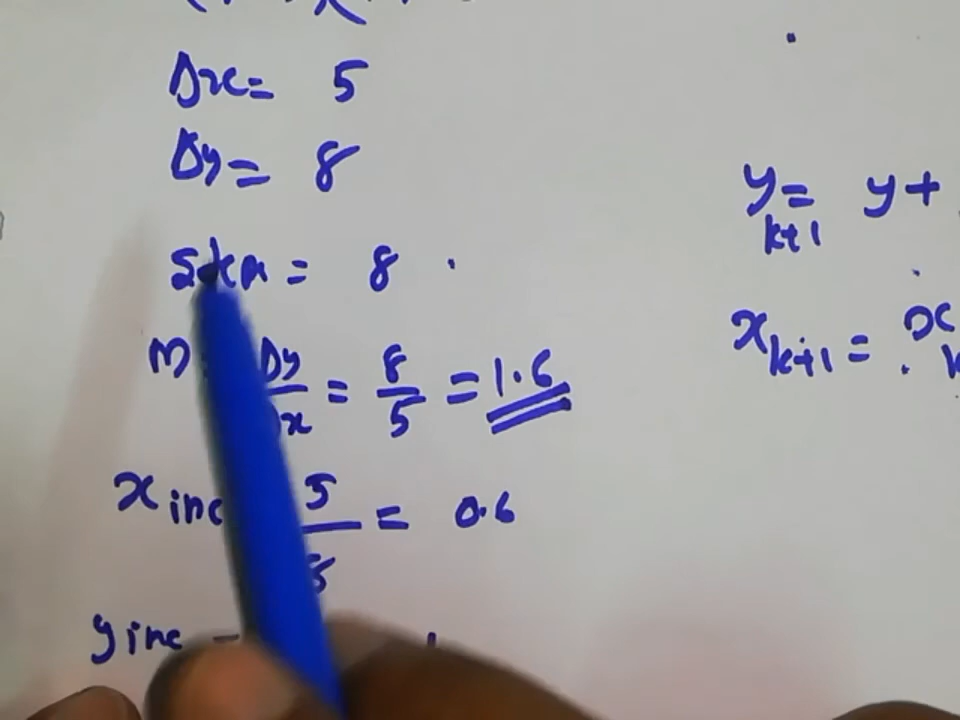 Δx= 5
Δy= 8
= 8
Δy/Δx = 8/5 = 1.6
x inc 5/8 = 0.6
y inc =
y k+1 = y+
x k+1 = x k